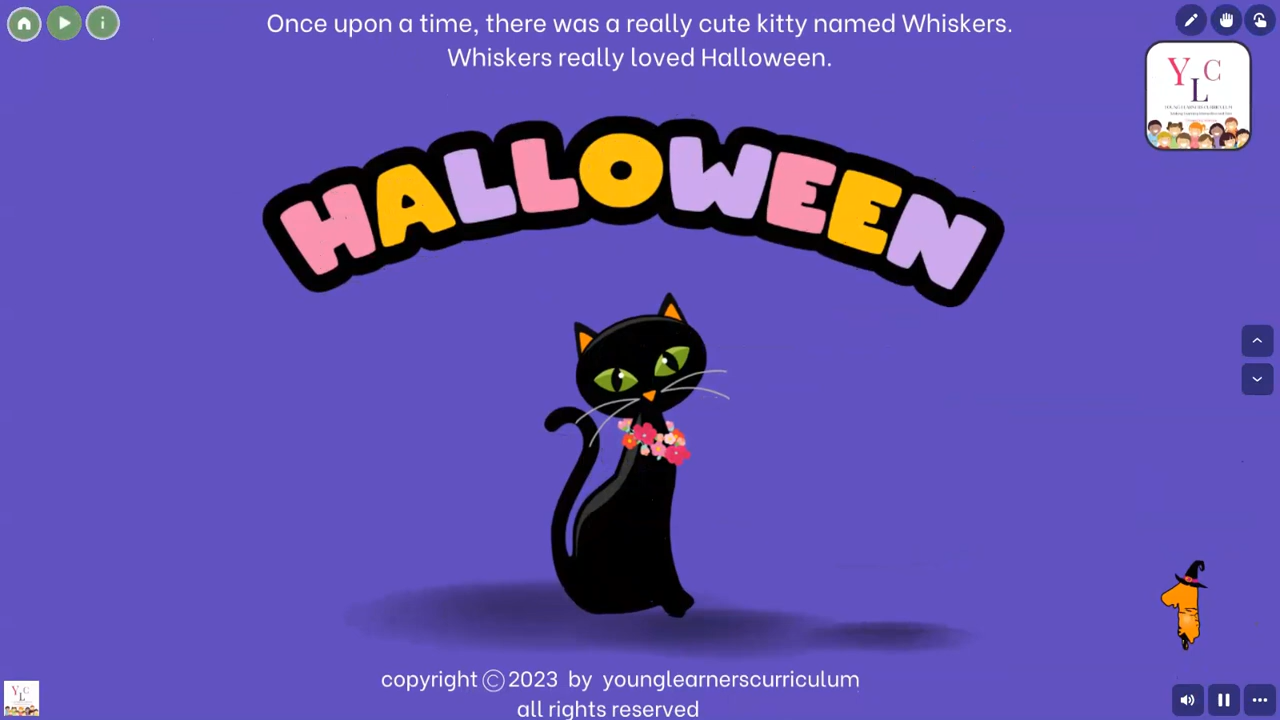 Once upon a time, there was a really cute kitty named Whiskers.
Whiskers really loved Halloween.
Y L C
HALLOWEEN
1
copyright ©2023 by younglearnerscurriculum
all rights reserved